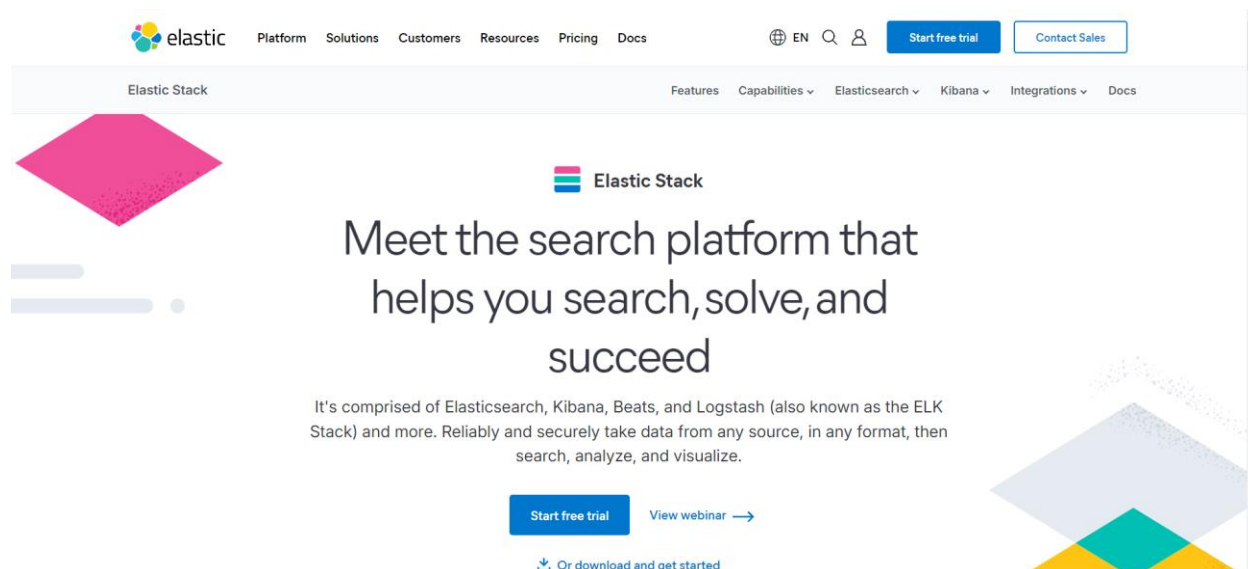 elastic
Platform Solutions Customers Resources Pricing Docs
EN
Start free trial
Contact Sales
Elastic Stack
Features Capabilities Elasticsearch Kibana Integrations Docs
Elastic Stack
Meet the search platform that
helps you search, solve, and
succeed
It's comprised of Elasticsearch, Kibana, Beats, and Logstash (also known as the ELK
Stack) and more. Reliably and securely take data from any source, in any format, then
search, analyze, and visualize.
Start free trial
View webinar
Or download and get started